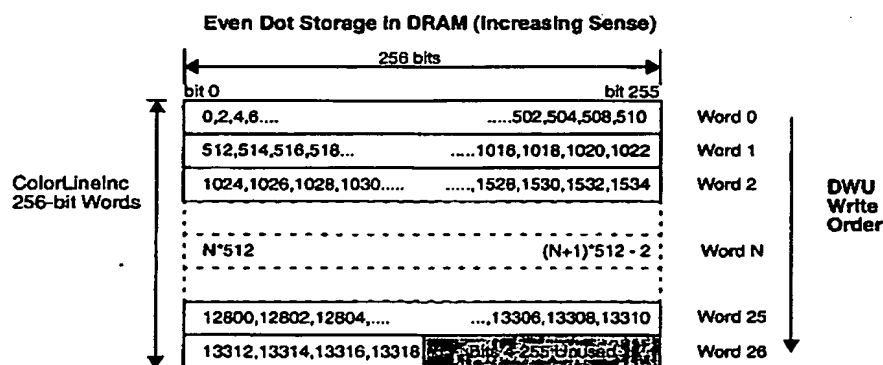 Even Dot Storage in DRAM (Increasing Sense)
256 bits
bit 0 bit 255
0,2,4,6.... .....502,504,508,510 Word 0
512,514,516,518... .....1016,1018,1020,1022 Word 1
1024,1026,1028,1030..... .....,1528,1530,1532,1534 Word 2
ColorLineInc
256-bit Words
DWU
Write
Order
N*512 (N+1)*512 - 2 Word N
12800,12802,12804,.... ...,13306,13308,13310 Word 25
13312,13314,13316,13318 Bits 4-255 Unused Word 26